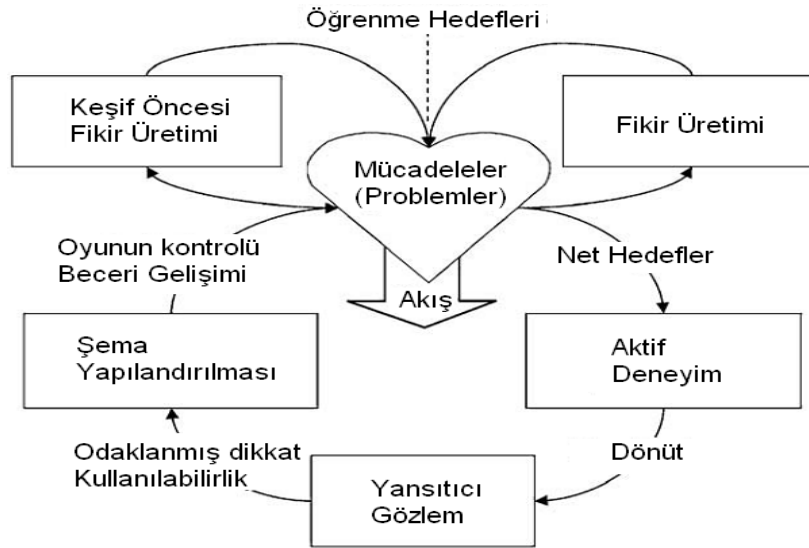 Öğrenme Hedefleri
Keşif Öncesi
Fikir Üretimi
Fikir Üretimi
Mücadeleler
(Problemler)
Oyunun kontrolü
Beceri Gelişimi
Net Hedefler
Akış
Şema
Yapılandırılması
Aktif
Deneyim
Odaklanmış dikkat
Kullanılabilirlik
Dönüt
Yansıtıcı
Gözlem